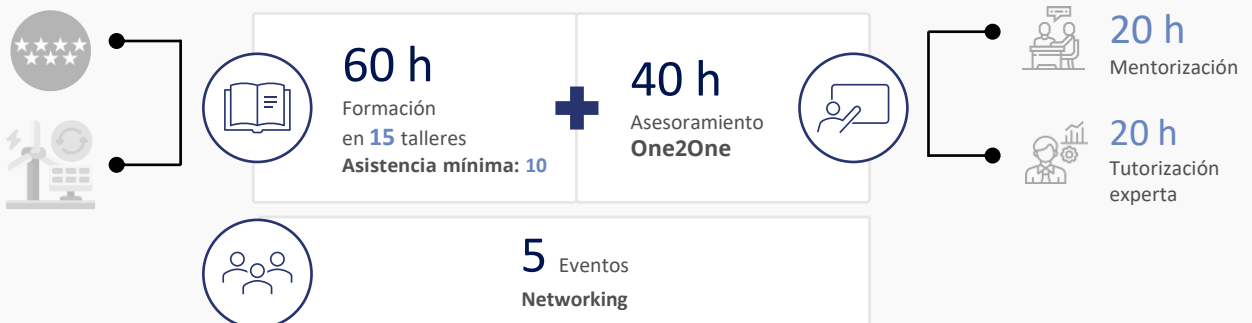 60 h
Formación
en 15 talleres
Asistencia mínima: 10
40 h
Asesoramiento
One2One
20 h
Mentorización
20 h
Tutorización
experta
5 Eventos
Networking